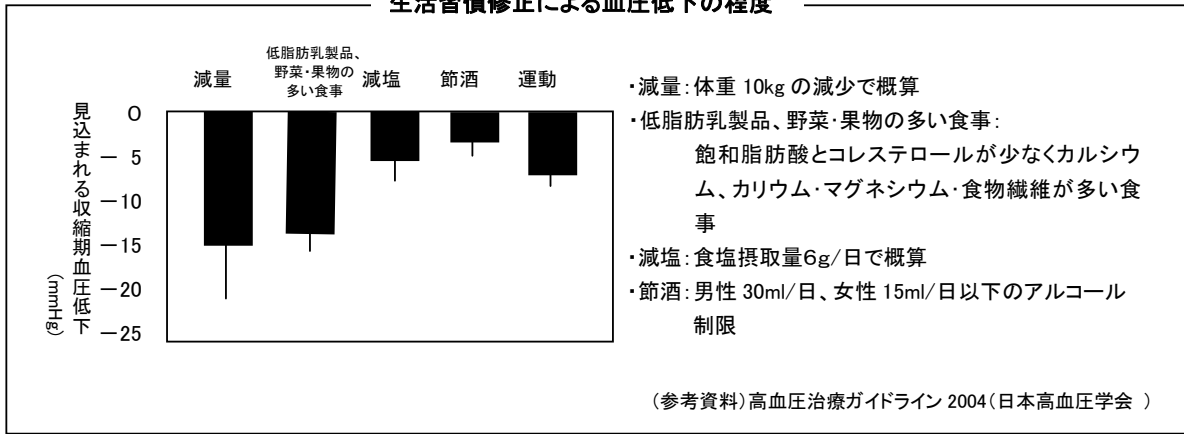 生活習慣修正による血圧低下の程度
減量
低脂肪乳製品、
野菜・果物の
多い食事
減塩
節酒
運動
見込まれる収縮期血圧低下
(mmHg)
0
－5
－10
－15
－20
－25
・減量：体重 10kg の減少で概算
・低脂肪乳製品、野菜・果物の多い食事：
飽和脂肪酸とコレステロールが少なくカルシウ
ム、カリウム・マグネシウム・食物繊維が多い食
事
・減塩：食塩摂取量6g/日で概算
・節酒：男性 30ml/日、女性 15ml/日以下のアルコール
制限
（参考資料）高血圧治療ガイドライン 2004（日本高血圧学会 ）